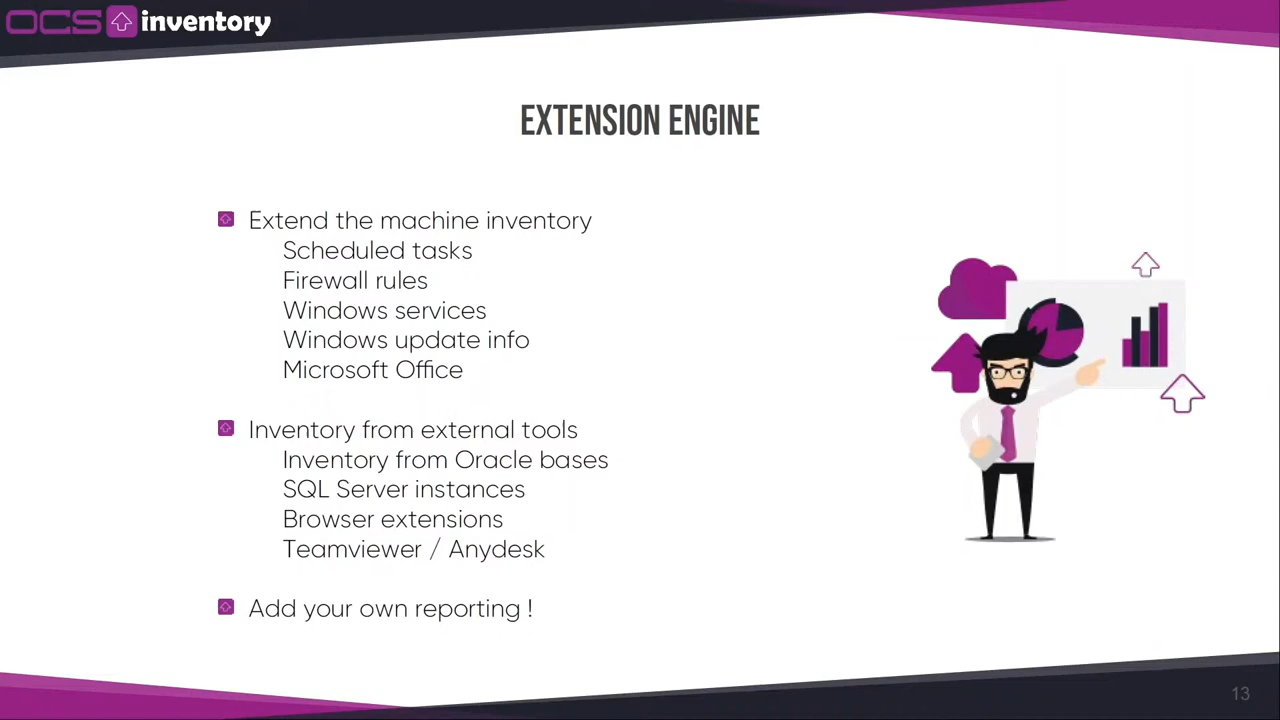 OCS inventory
EXTENSION ENGINE
Extend the machine inventory
Scheduled tasks
Firewall rules
Windows services
Windows update info
Microsoft Office
Inventory from external tools
Inventory from Oracle bases
SQL Server instances
Browser extensions
Teamviewer / Anydesk
Add your own reporting !
13